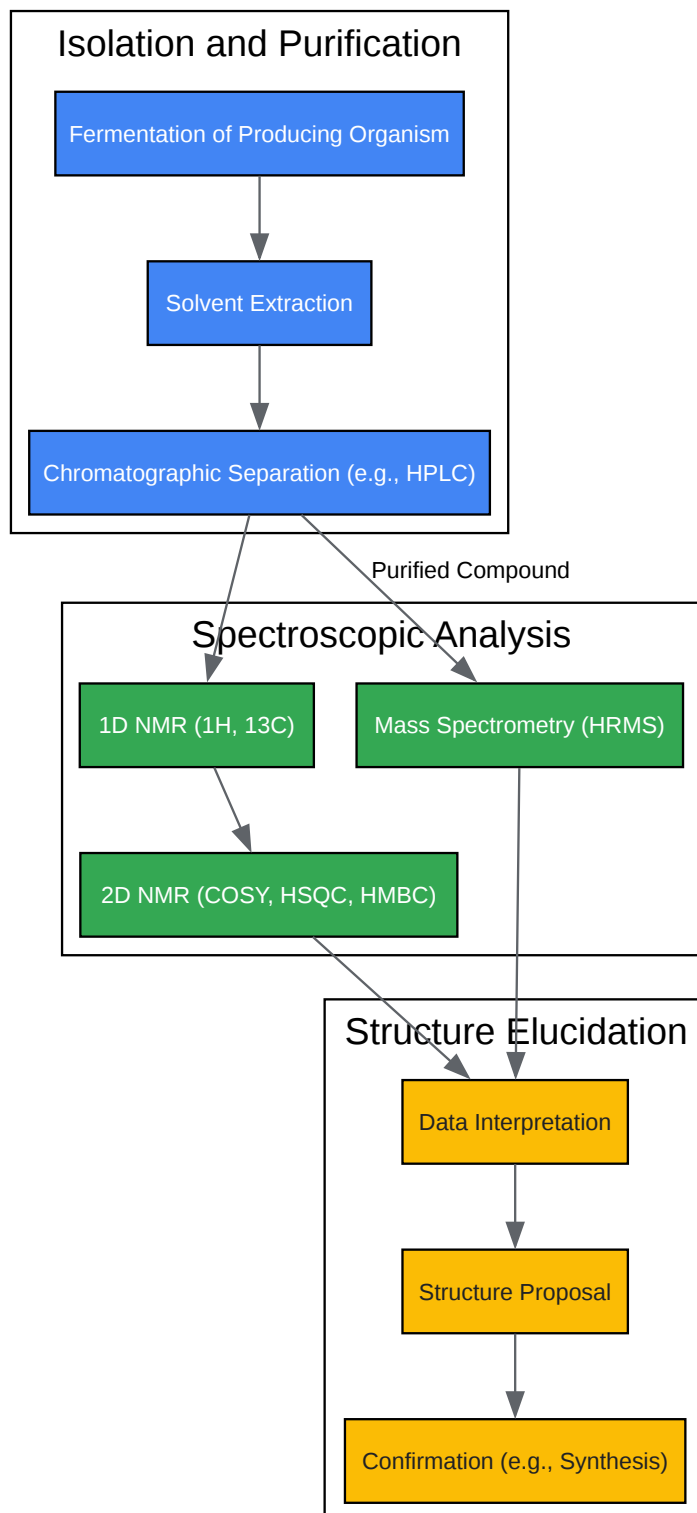 Isolation and Purification
Fermentation of Producing Organism
Solvent Extraction
Chromatographic Separation (e.g., HPLC)
Purified Compound
Spectroscopic Analysis
1D NMR (1H, 13C)
Mass Spectrometry (HRMS)
2D NMR (COSY, HSQC, HMBC)
Structure Elucidation
Data Interpretation
Structure Proposal
Confirmation (e.g., Synthesis)